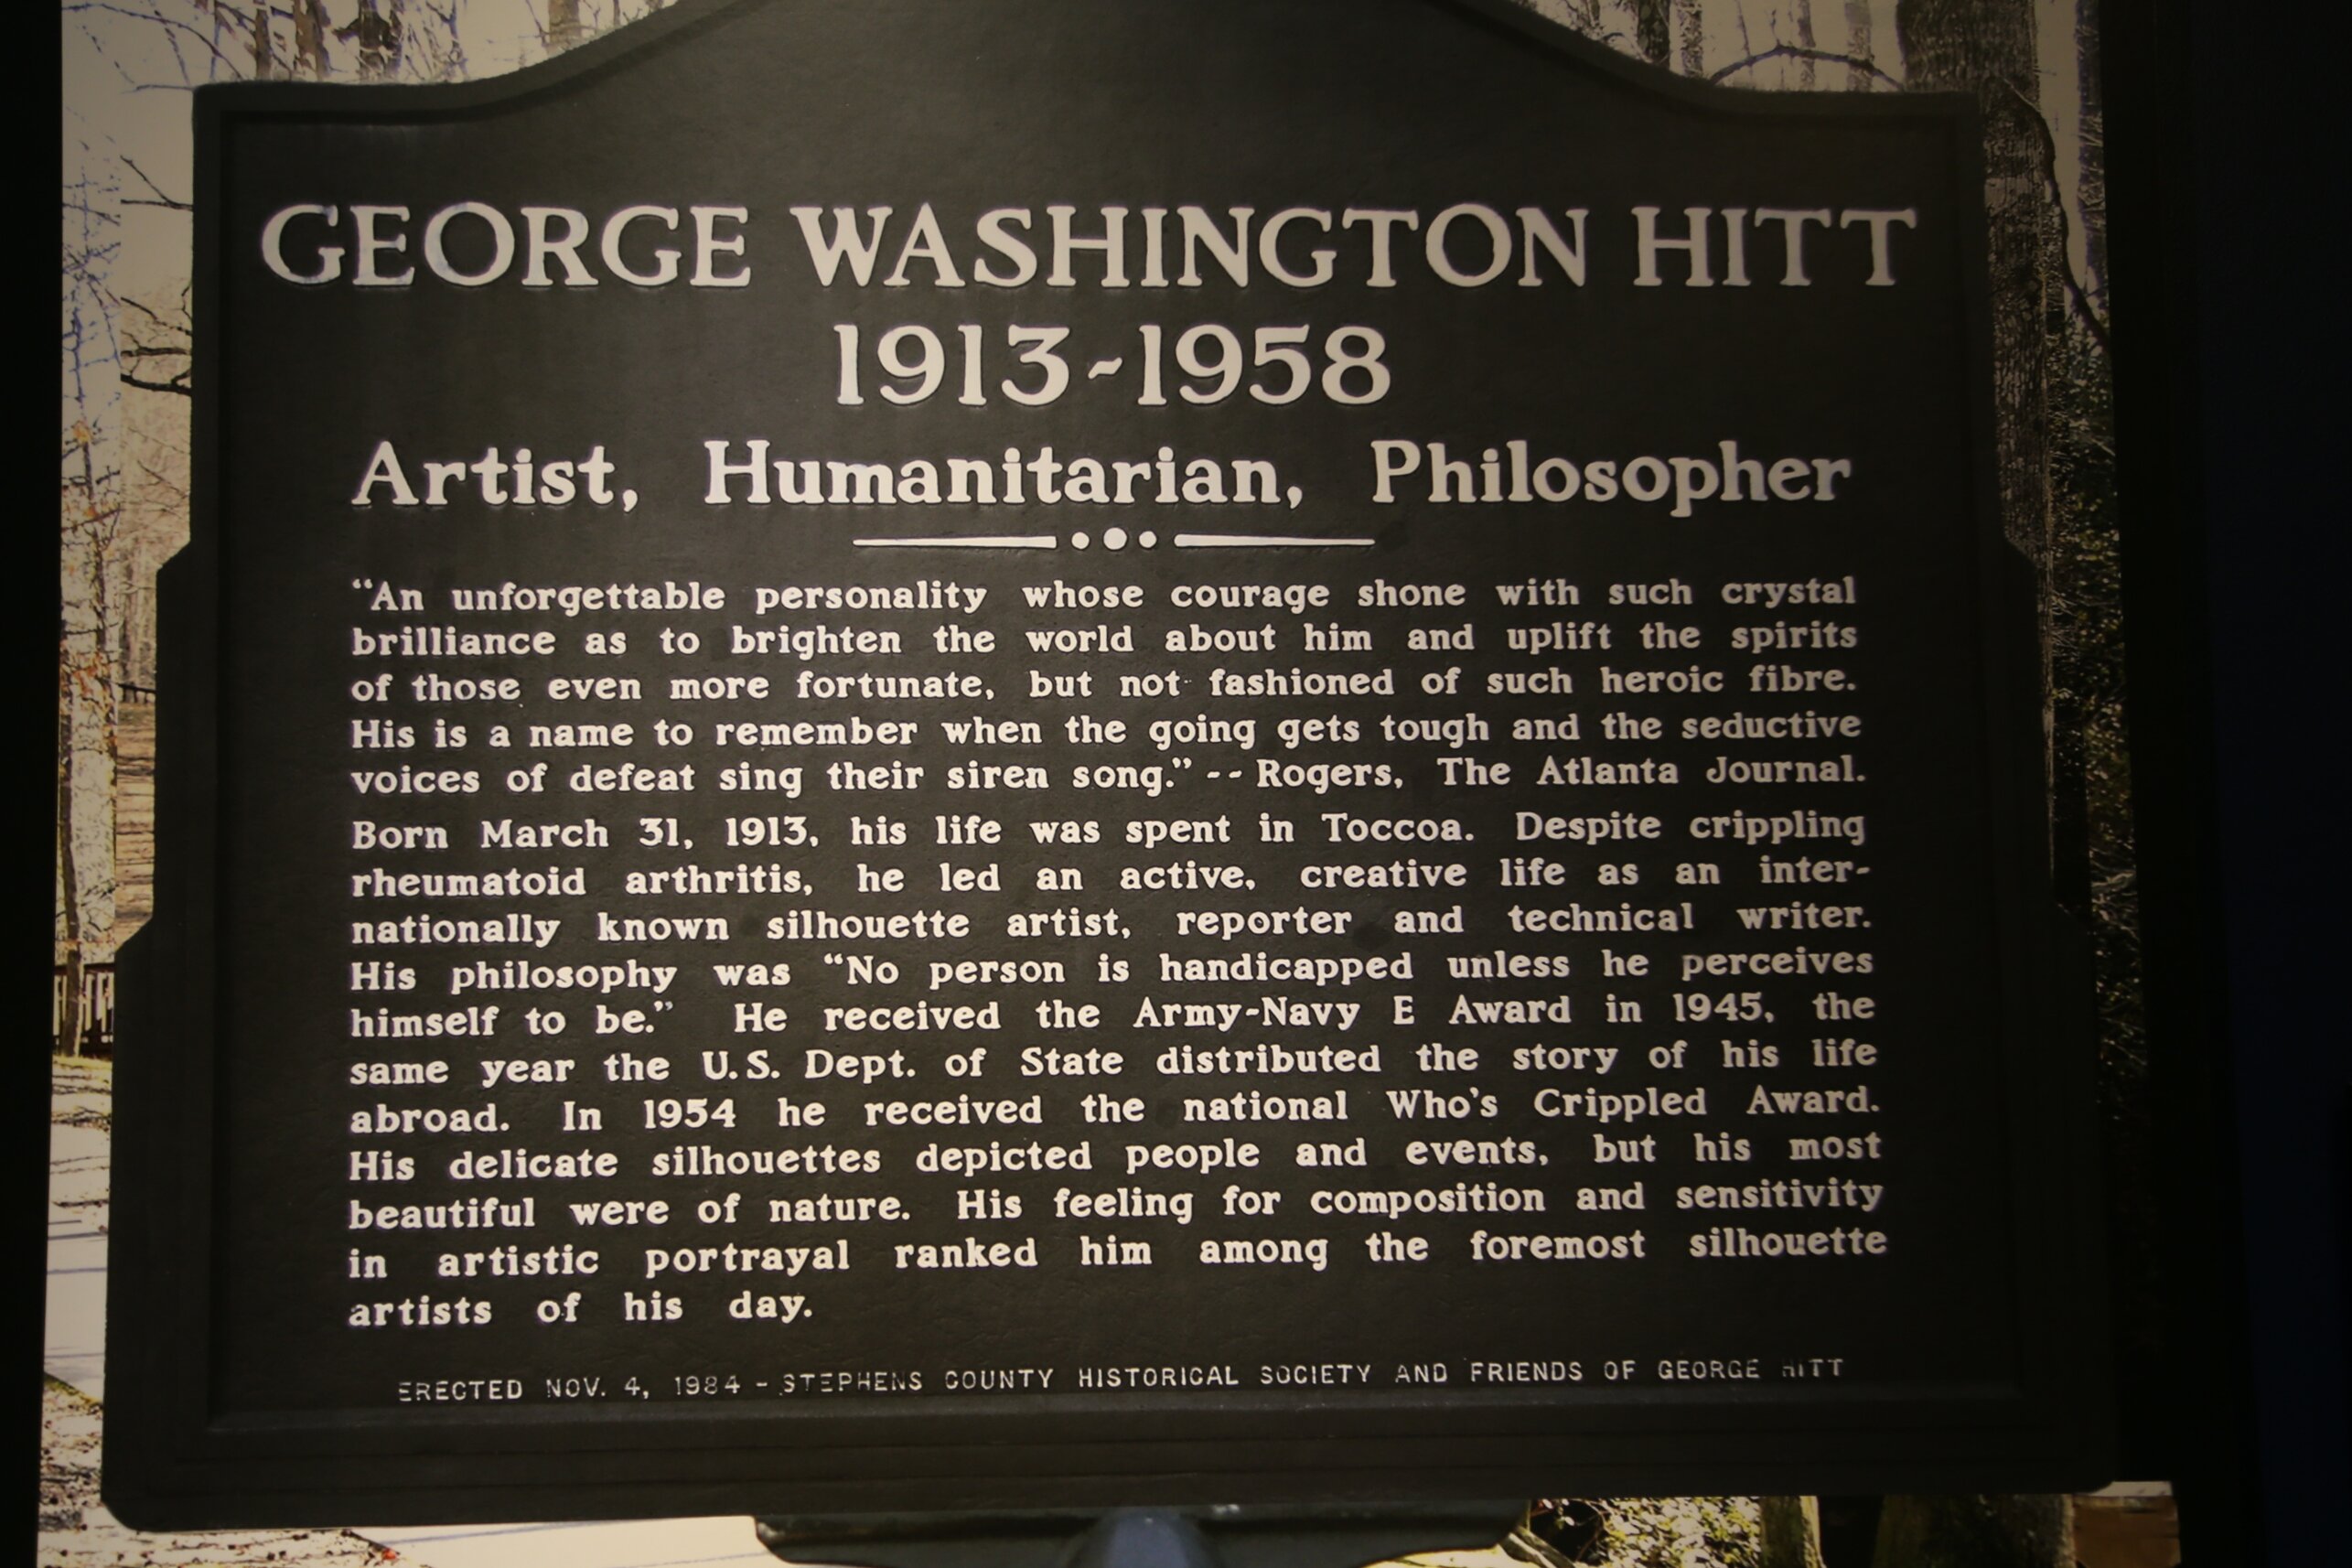 GEORGE WASHINGTON HITT
1913-1958
Artist, Humanitarian, Philosopher
“An unforgettable personality whose courage shone with such crystal
brilliance as to brighten the world about him and uplift the spirits
of those even more fortunate, but not fashioned of such heroic fibre.
His is a name to remember when the going gets tough and the seductive
voices of defeat sing their siren song.” -- Rogers, The Atlanta Journal.
Born March 31, 1913, his life was spent in Toccoa. Despite crippling
rheumatoid arthritis, he led an active, creative life as an inter-
nationally known silhouette artist, reporter and technical writer.
His philosophy was “No person is handicapped unless he perceives
himself to be.” He received the Army-Navy E Award in 1945, the
same year the U.S. Dept. of State distributed the story of his life
abroad. In 1954 he received the national Who's Crippled Award.
His delicate silhouettes depicted people and events, but his most
beautiful were of nature. His feeling for composition and sensitivity
in artistic portrayal ranked him among the foremost silhouette
artists of his day.
ERECTED NOV. 4, 1984 - STEPHENS COUNTY HISTORICAL SOCIETY AND FRIENDS OF GEORGE HITT